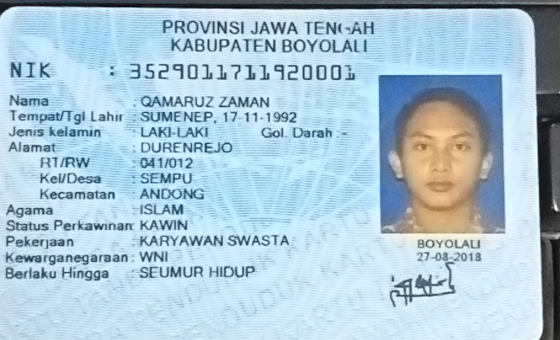 PROVINSI JAWA TENGAH
KABUPATEN BOYOLALI
NIK : 3529011711920001
Nama : QAMARUZ ZAMAN
Tempat/Tgl Lahir : SUMENEP, 17-11-1992
Jenis kelamin : LAKI-LAKI Gol. Darah :-
Alamat : DURENREJO
RT/RW : 041/012
Kel/Desa : SEMPU
Kecamatan : ANDONG
Agama : ISLAM
Status Perkawinan: KAWIN
Pekerjaan : KARYAWAN SWASTA
Kewarganegaraan: WNI
Berlaku Hingga : SEUMUR HIDUP
BOYOLALI
27-08-2018